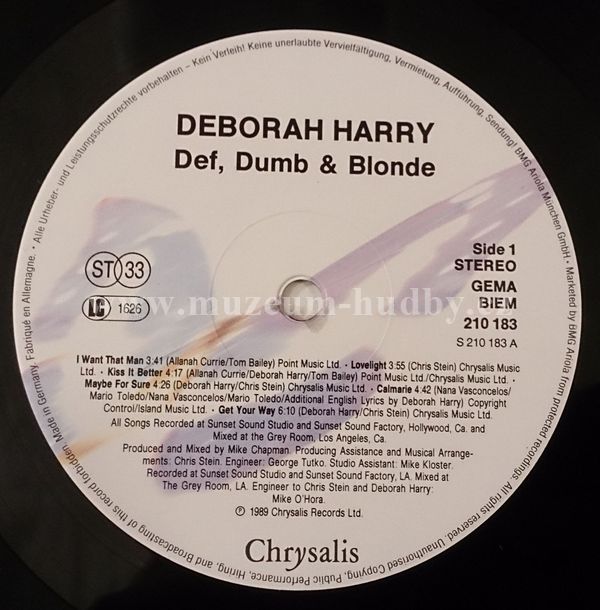 Made in Germany. Fabriqué en Allemagne. • Alle Urheber- und Leistungsschutzrechte vorbehalten – Kein Verleih! Keine unerlaubte Vervielfältigung, Vermietung, Aufführung, Sendung! BMG Ariola München GmbH • Marketed by BMG Ariola
DEBORAH HARRY
Def, Dumb & Blonde
ST 33
LC 1626
Side 1
STEREO
GEMA
BIEM
210 183
S 210 183 A
www.muzeum-hudby.cz
I Want That Man 3:41 (Allanah Currie/Tom Bailey) Point Music Ltd. • Lovelight 3:55 (Chris Stein) Chrysalis Music
Ltd. • Kiss It Better 4:17 (Allanah Currie/Deborah Harry/Tom Bailey) Point Music Ltd./Chrysalis Music Ltd. •
Maybe For Sure 4:26 (Deborah Harry/Chris Stein) Chrysalis Music Ltd. • Calmarie 4:42 (Nana Vasconcelos/
Mario Toledo/Nana Vasconcelos/Mario Toledo/Additional English Lyrics by Deborah Harry) Copyright
Control/Island Music Ltd. • Get Your Way 6:10 (Deborah Harry/Chris Stein) Chrysalis Music Ltd.
All Songs Recorded at Sunset Sound Studio and Sunset Sound Factory, Hollywood, Ca. and
Mixed at the Grey Room, Los Angeles, Ca.
Produced and Mixed by Mike Chapman. Producing Assistance and Musical Arrange-
ments: Chris Stein. Engineer: George Tutko. Studio Assistant: Mike Kloster.
Recorded at Sunset Sound Studio and Sunset Sound Factory, LA. Mixed at
The Grey Room, LA. Engineer to Chris Stein and Deborah Harry:
Mike O'Hora.
℗ 1989 Chrysalis Records Ltd.
Chrysalis
from protected recordings. All rights reserved. Unauthorised Copying, Public Performance, Hiring, and Broadcasting of this record forbidden.